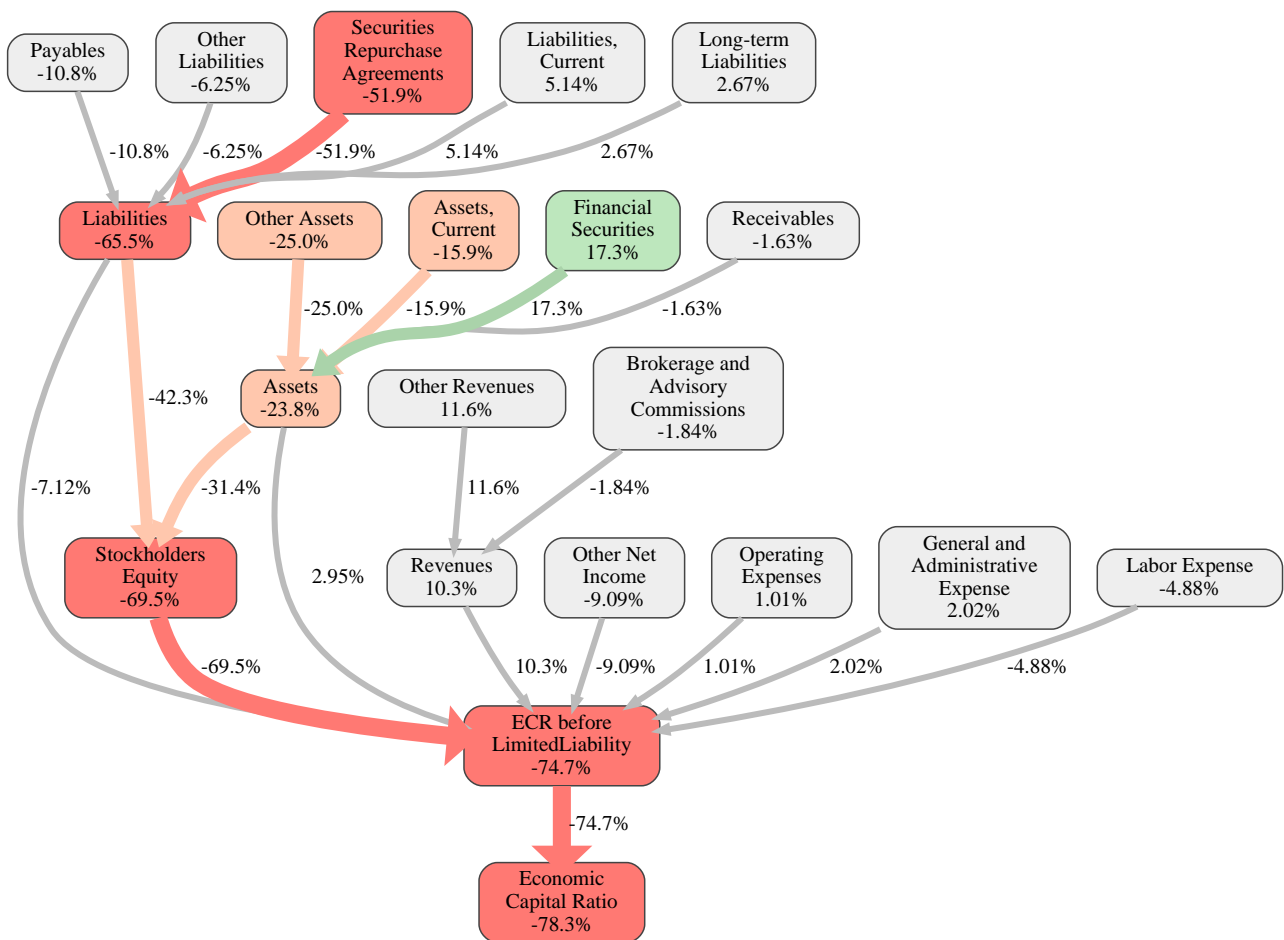 Payables
-10.8%
Other
Liabilities
-6.25%
Securities
Repurchase
Agreements
-51.9%
Liabilities,
Current
5.14%
Long-term
Liabilities
2.67%
-10.8%
-6.25%
-51.9%
5.14%
2.67%
Liabilities
-65.5%
Other Assets
-25.0%
Assets,
Current
-15.9%
Financial
Securities
17.3%
Receivables
-1.63%
-25.0%
-15.9%
17.3%
-1.63%
Assets
-23.8%
Other Revenues
11.6%
Brokerage and
Advisory
Commissions
-1.84%
-42.3%
-7.12%
-31.4%
11.6%
-1.84%
Stockholders
Equity
-69.5%
2.95%
Revenues
10.3%
Other Net
Income
-9.09%
Operating
Expenses
1.01%
General and
Administrative
Expense
2.02%
Labor Expense
-4.88%
-69.5%
10.3%
-9.09%
1.01%
2.02%
-4.88%
ECR before
LimitedLiability
-74.7%
-74.7%
Economic
Capital Ratio
-78.3%